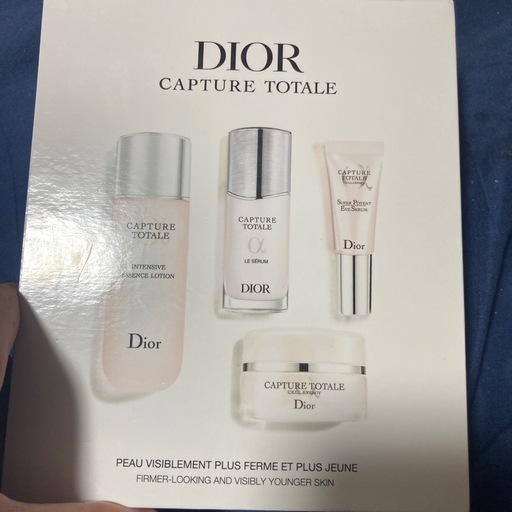 DIOR
CAPTURE TOTALE
CAPTURE
TOTALE
INTENSIVE
ESSENCE LOTION
Dior
CAPTURE
TOTALE
α
LE SÉRUM
DIOR
CAPTURE
TOTALE
SUPER POTENT
EYE SERUM
Dior
CAPTURE TOTALE
Dior
PEAU VISIBLEMENT PLUS FERME ET PLUS JEUNE
FIRMER-LOOKING AND VISIBLY YOUNGER SKIN